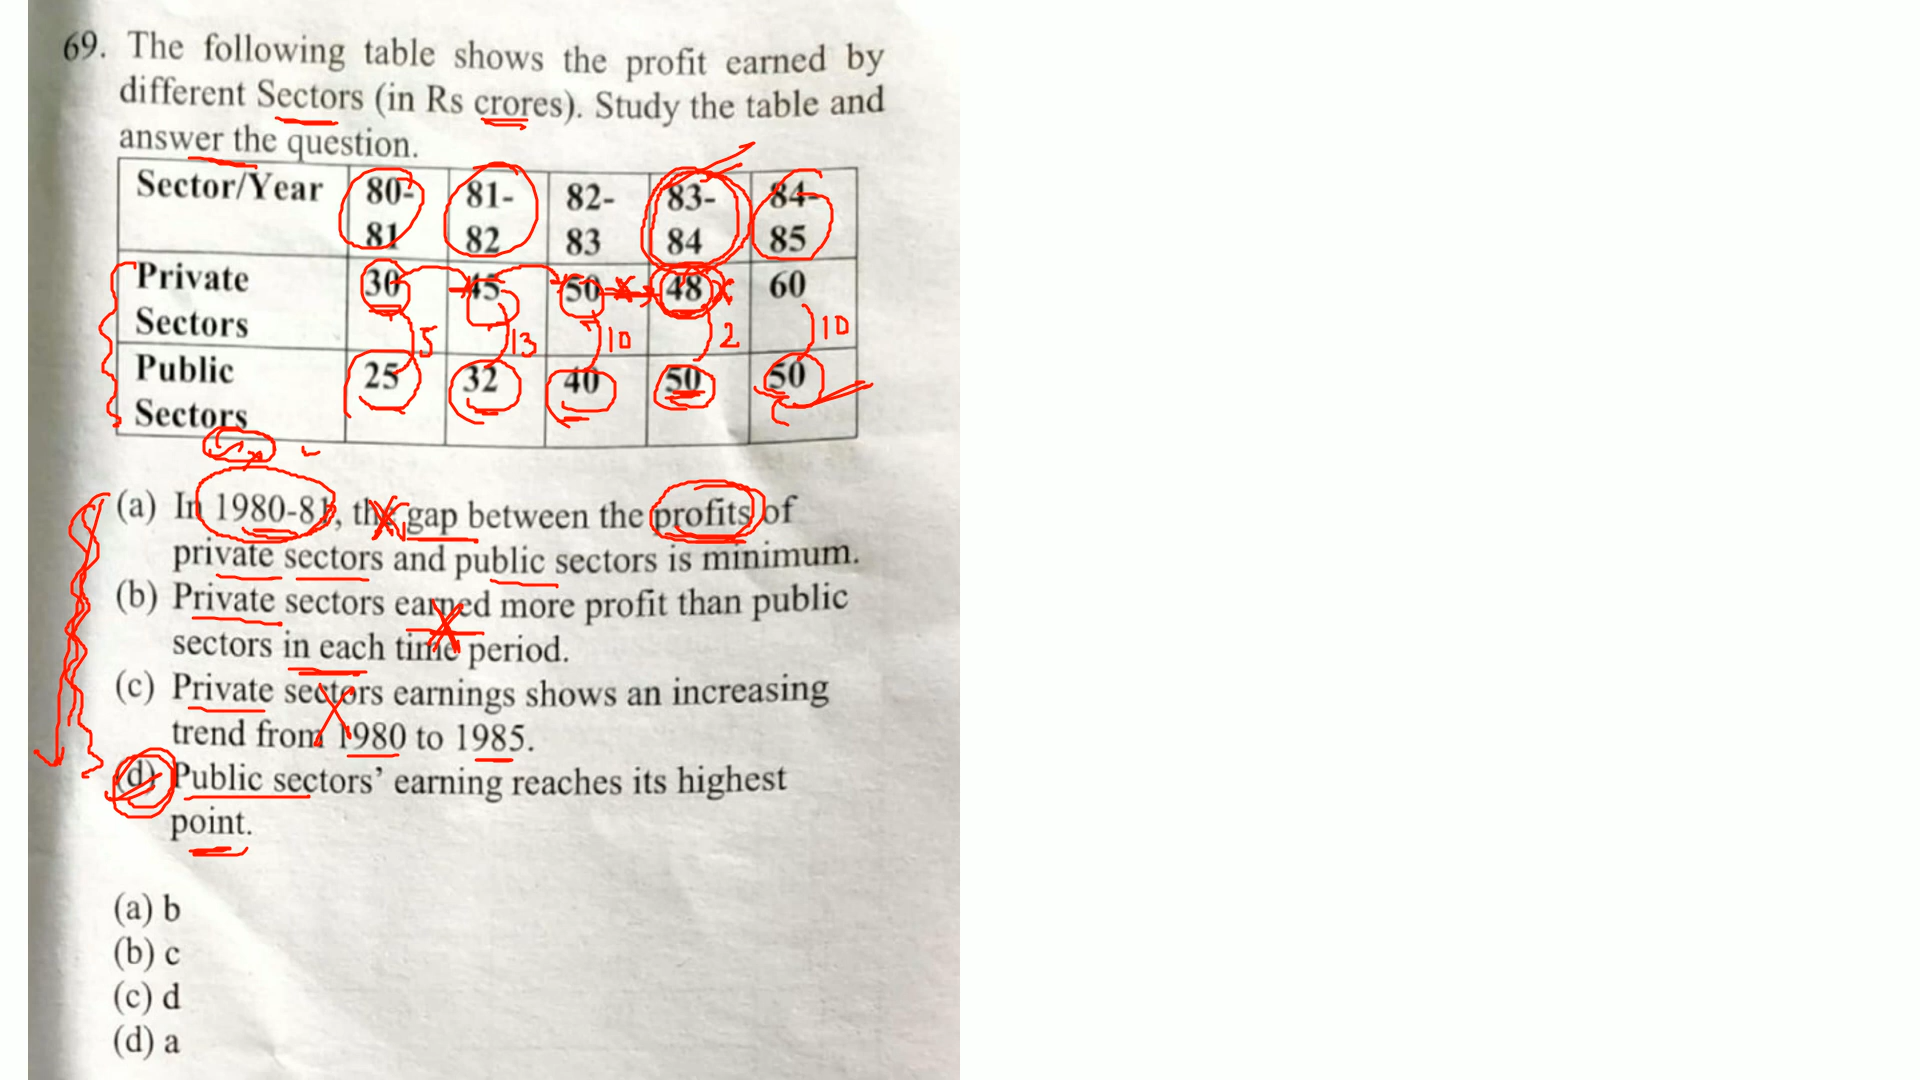 69. The following table shows the profit earned by
different Sectors (in Rs crores). Study the table and
answer the question.
Sector/Year 80-81 81-82 82-83 83-84 84-85
Private Sectors 30 45 50 48 60
5 13 10 2 10
Public Sectors 25 32 40 50 50
(a) In 1980-81, the gap between the profits of
private sectors and public sectors is minimum.
(b) Private sectors earned more profit than public
sectors in each time period.
(c) Private sectors earnings shows an increasing
trend from 1980 to 1985.
(d) Public sectors' earning reaches its highest
point.
(a) b
(b) c
(c) d
(d) a